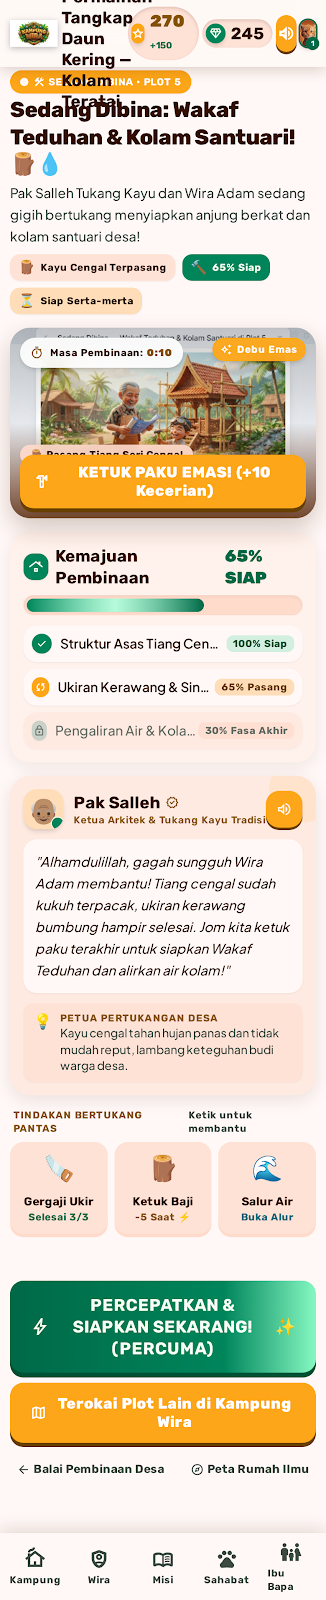 Permainan
Tangkap
Daun
Kering —
Kolam
Teratai
270
+150
245
1
KAMPUNG
WIRA
PLOT 5
Sedang Dibina: Wakaf
Teduhan & Kolam Santuari!
🪵💧
Pak Salleh Tukang Kayu dan Wira Adam sedang
gigih bertukang menyiapkan anjung berkat dan
kolam santuari desa!
🪵 Kayu Cengal Terpasang
🔨 65% Siap
⏳ Siap Serta-merta
Masa Pembinaan: 0:10
Debu Emas
KETUK PAKU EMAS! (+10
Kecerian)
Kemajuan
Pembinaan
65%
SIAP
Struktur Asas Tiang Cen...
100% Siap
Ukiran Kerawang & Sin...
65% Pasang
Pengaliran Air & Kola...
30% Fasa Akhir
Pak Salleh
Ketua Arkitek & Tukang Kayu Tradisi
"Alhamdulillah, gagah sungguh Wira
Adam membantu! Tiang cengal sudah
kukuh terpacak, ukiran kerawang
bumbung hampir selesai. Jom kita ketuk
paku terakhir untuk siapkan Wakaf
Teduhan dan alirkan air kolam!"
💡 PETUA PERTUKANGAN DESA
Kayu cengal tahan hujan panas dan tidak
mudah reput, lambang keteguhan budi
warga desa.
TINDAKAN BERTUKANG
PANTAS
Ketik untuk
membantu
Gergaji Ukir
Selesai 3/3
Ketuk Baji
-5 Saat ⚡
Salur Air
Buka Alur
PERCEPATKAN &
SIAPKAN SEKARANG!
(PERCUMA)
Terokai Plot Lain di Kampung
Wira
← Balai Pembinaan Desa
Peta Rumah Ilmu
Kampung
Wira
Misi
Sahabat
Ibu
Bapa